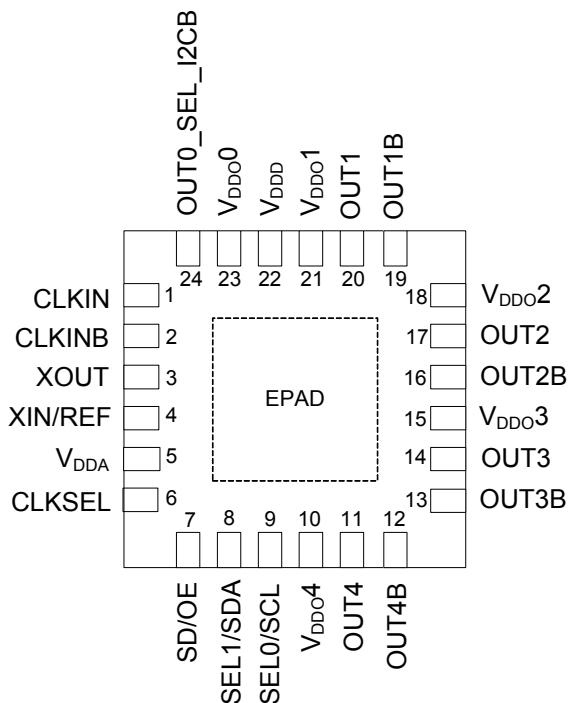 OUT0_SEL_I2CB
VDDO0
VDDD
VDDO1
OUT1
OUT1B
24
23
22
21
20
19
CLKIN
1
CLKINB
2
XOUT
3
XIN/REF
4
VDDA
5
CLKSEL
6
EPAD
18
VDDO2
17
OUT2
16
OUT2B
15
VDDO3
14
OUT3
13
OUT3B
7
8
9
10
11
12
SD/OE
SEL1/SDA
SEL0/SCL
VDDO4
OUT4
OUT4B